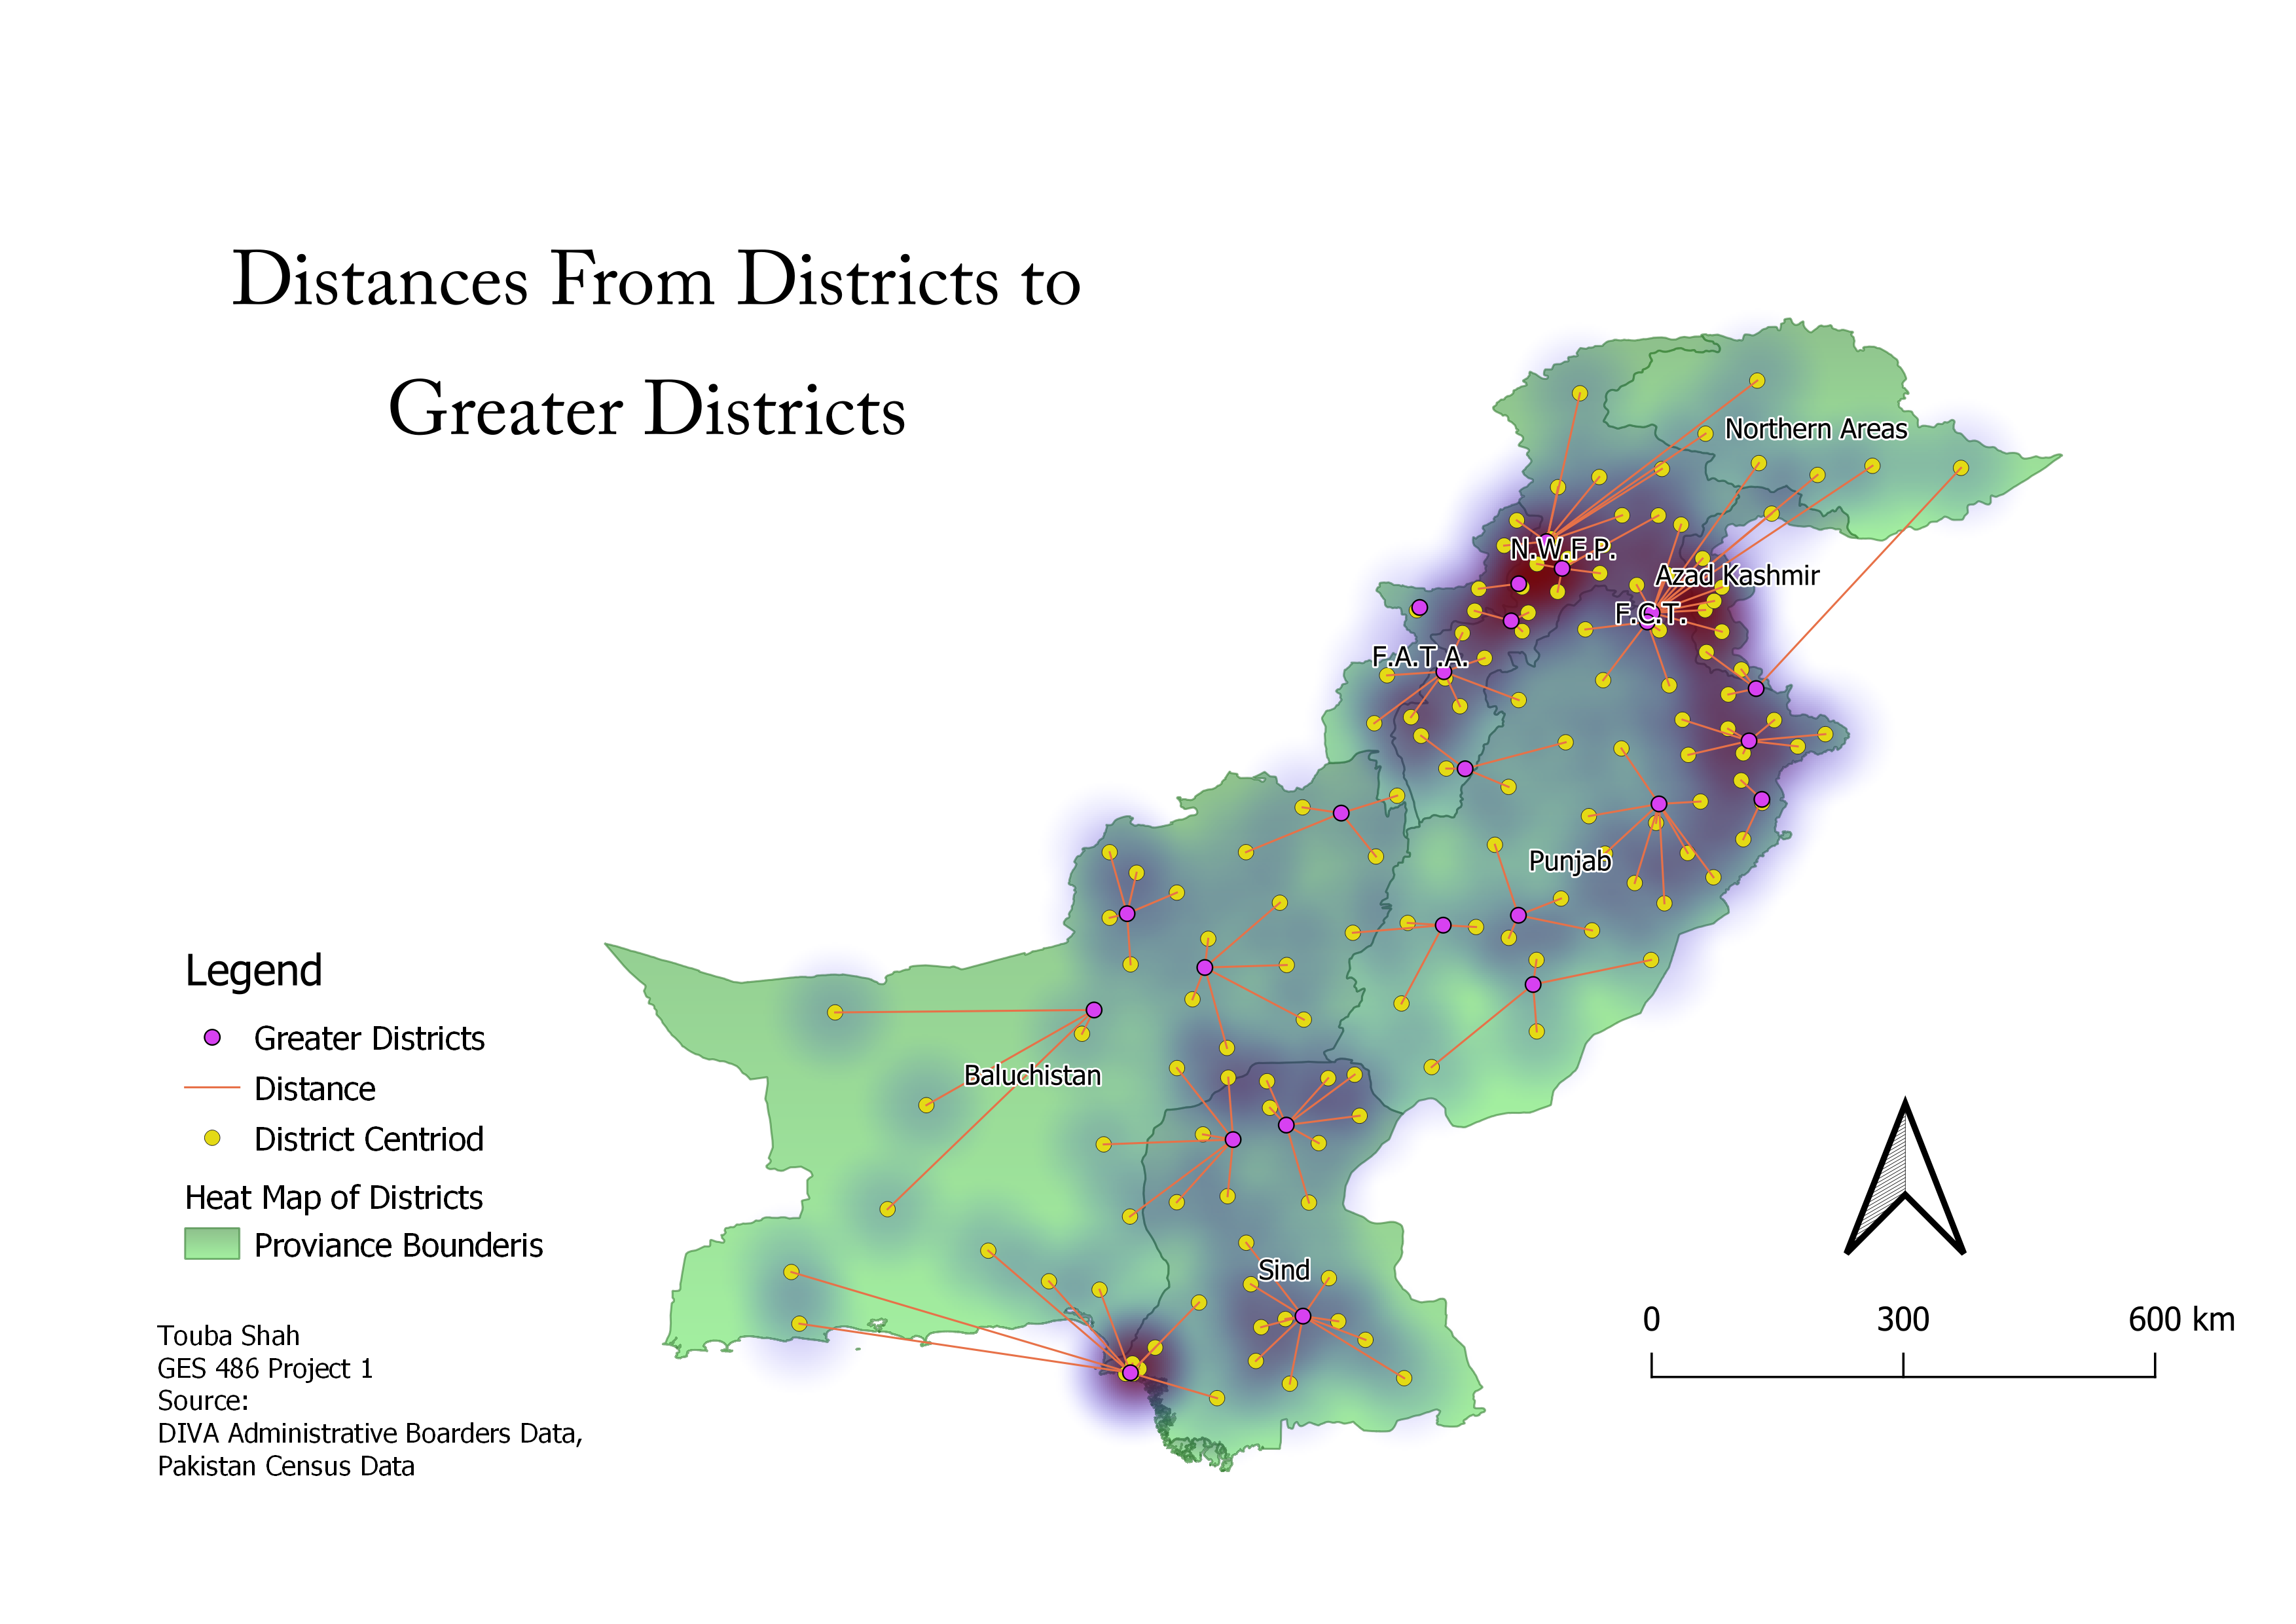 Distances From Districts to
Greater Districts
Northern Areas
N.W.F.P.
Azad Kashmir
F.C.T.
F.A.T.A.
Punjab
Baluchistan
Sind
Legend
Greater Districts
Distance
District Centriod
Heat Map of Districts
Proviance Bounderis
Touba Shah
GES 486 Project 1
Source:
DIVA Administrative Boarders Data,
Pakistan Census Data
0 300 600 km